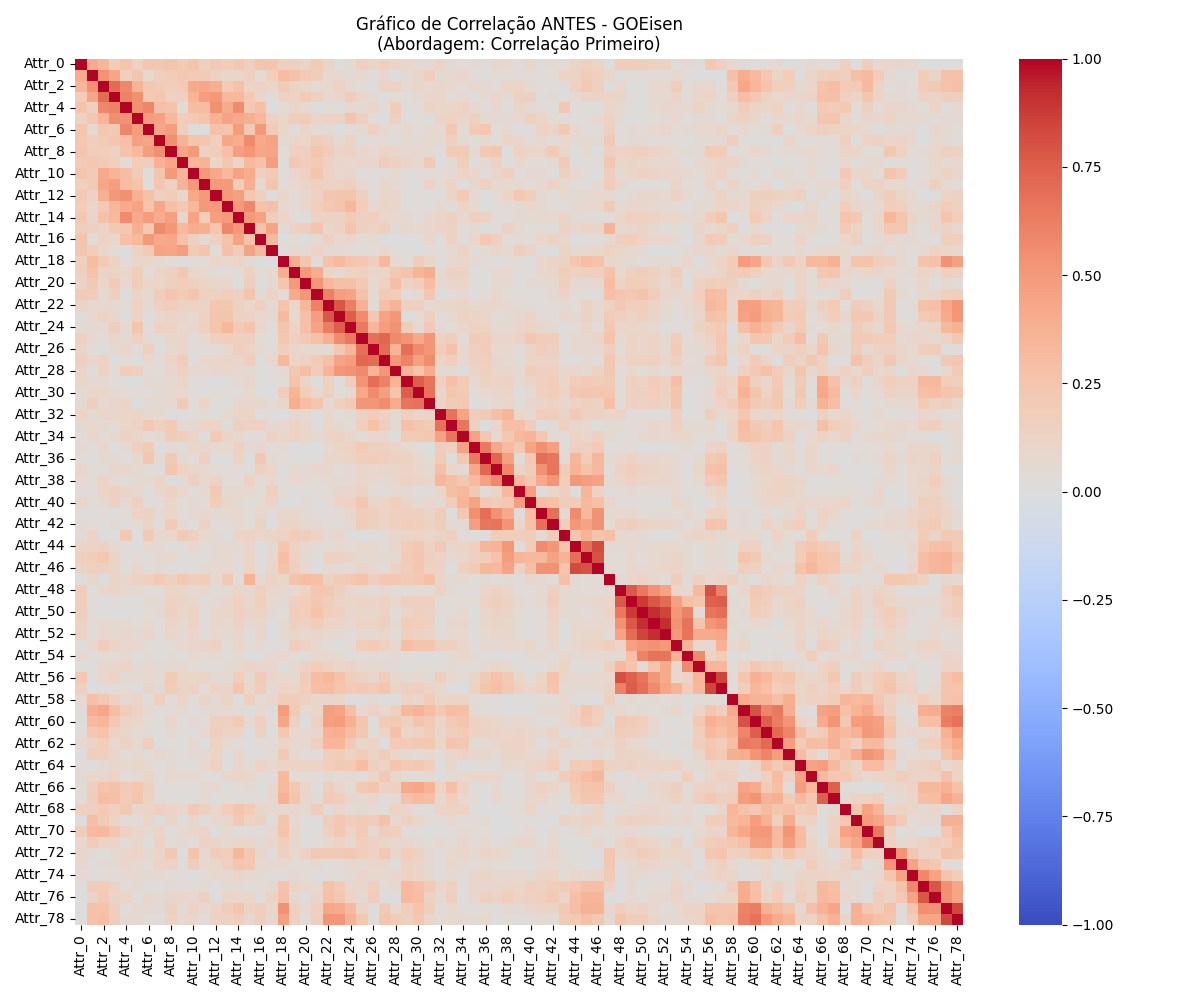 Gráfico de Correlação ANTES - GOEisen
(Abordagem: Correlação Primeiro)
Attr_0
Attr_2
Attr_4
Attr_6
Attr_8
Attr_10
Attr_12
Attr_14
Attr_16
Attr_18
Attr_20
Attr_22
Attr_24
Attr_26
Attr_28
Attr_30
Attr_32
Attr_34
Attr_36
Attr_38
Attr_40
Attr_42
Attr_44
Attr_46
Attr_48
Attr_50
Attr_52
Attr_54
Attr_56
Attr_58
Attr_60
Attr_62
Attr_64
Attr_66
Attr_68
Attr_70
Attr_72
Attr_74
Attr_76
Attr_78
Attr_0
Attr_2
Attr_4
Attr_6
Attr_8
Attr_10
Attr_12
Attr_14
Attr_16
Attr_18
Attr_20
Attr_22
Attr_24
Attr_26
Attr_28
Attr_30
Attr_32
Attr_34
Attr_36
Attr_38
Attr_40
Attr_42
Attr_44
Attr_46
Attr_48
Attr_50
Attr_52
Attr_54
Attr_56
Attr_58
Attr_60
Attr_62
Attr_64
Attr_66
Attr_68
Attr_70
Attr_72
Attr_74
Attr_76
Attr_78
1.00
0.75
0.50
0.25
0.00
−0.25
−0.50
−0.75
−1.00